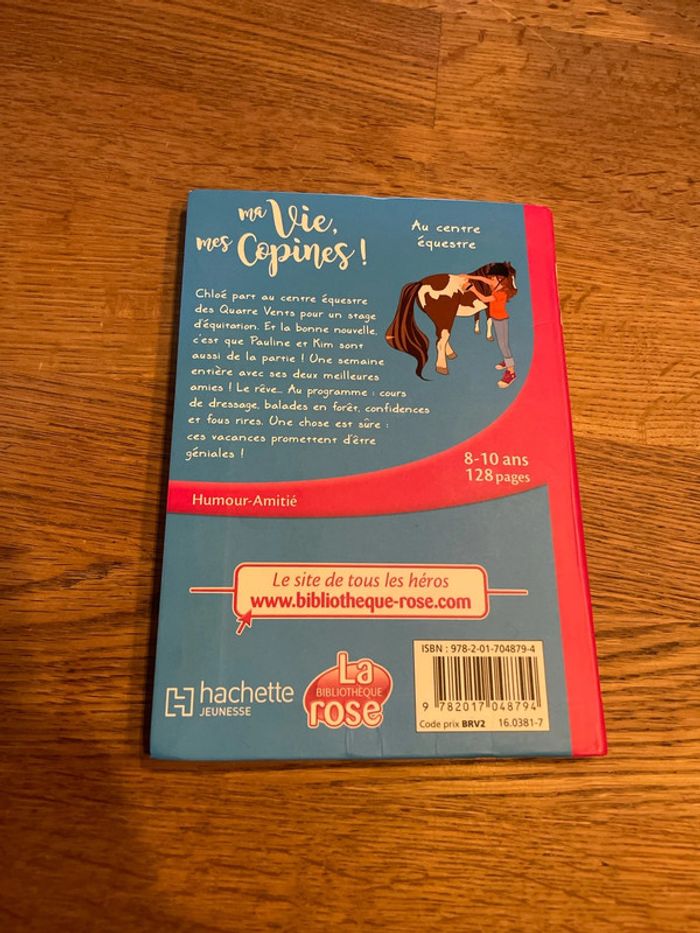 ma Vie,
mes Copines !
Au centre
équestre
Chloé part au centre équestre
des Quatre Vents pour un stage
d'équitation. Et la bonne nouvelle,
c'est que Pauline et Kim sont
aussi de la partie ! Une semaine
entière avec ses deux meilleures
amies ! Le rêve... Au programme : cours
de dressage, balades en forêt, confidences
et fous rires. Une chose est sûre :
ces vacances promettent d'être
géniales !
8-10 ans
128 pages
Humour-Amitié
Le site de tous les héros
www.bibliotheque-rose.com
hachette
JEUNESSE
La
BIBLIOTHÈQUE
rose
ISBN : 978-2-01-704879-4
9 782017 048794
Code prix BRV2 16.0381-7